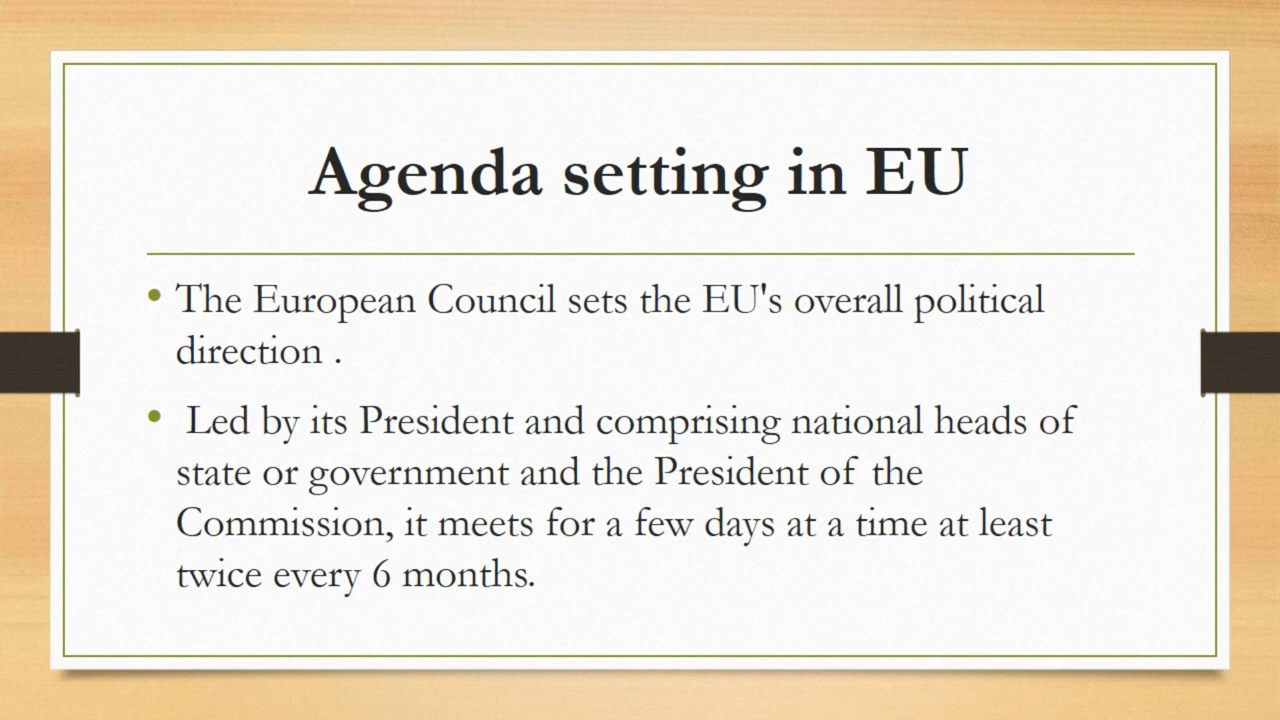 Agenda setting in EU
• The European Council sets the EU's overall political
direction .
• Led by its President and comprising national heads of
state or government and the President of the
Commission, it meets for a few days at a time at least
twice every 6 months.